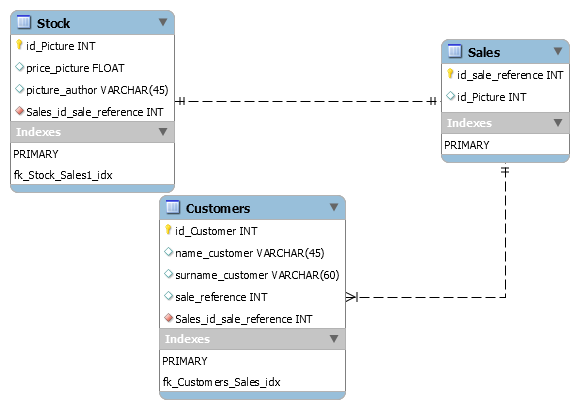 Stock
id_Picture INT
price_picture FLOAT
picture_author VARCHAR(45)
Sales_id_sale_reference INT
Indexes
PRIMARY
fk_Stock_Sales1_idx
Sales
id_sale_reference INT
id_Picture INT
Indexes
PRIMARY
Customers
id_Customer INT
name_customer VARCHAR(45)
surname_customer VARCHAR(60)
sale_reference INT
Sales_id_sale_reference INT
Indexes
PRIMARY
fk_Customers_Sales_idx